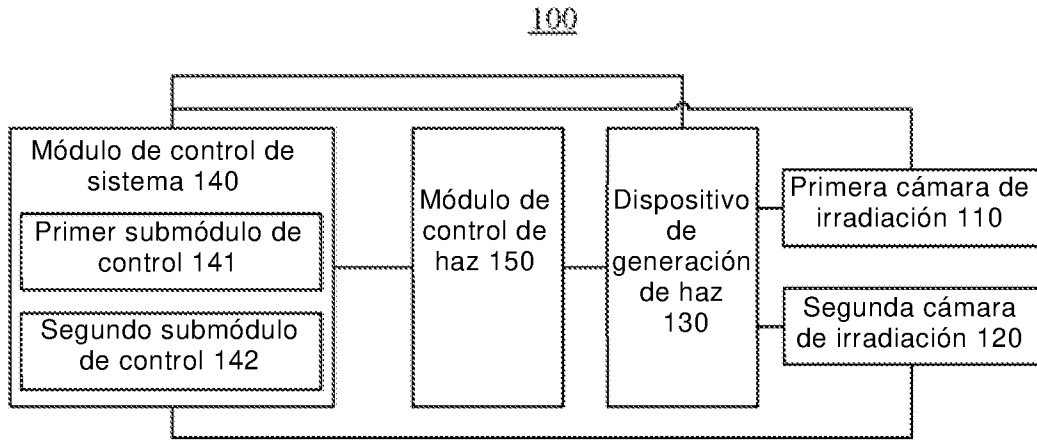 100
Módulo de control de
sistema 140
Primer submódulo de
control 141
Segundo submódulo
de control 142
Módulo de
control de
haz 150
Dispositivo
de
generación
de haz
130
Primera cámara de
irradiación 110
Segunda cámara
de irradiación 120